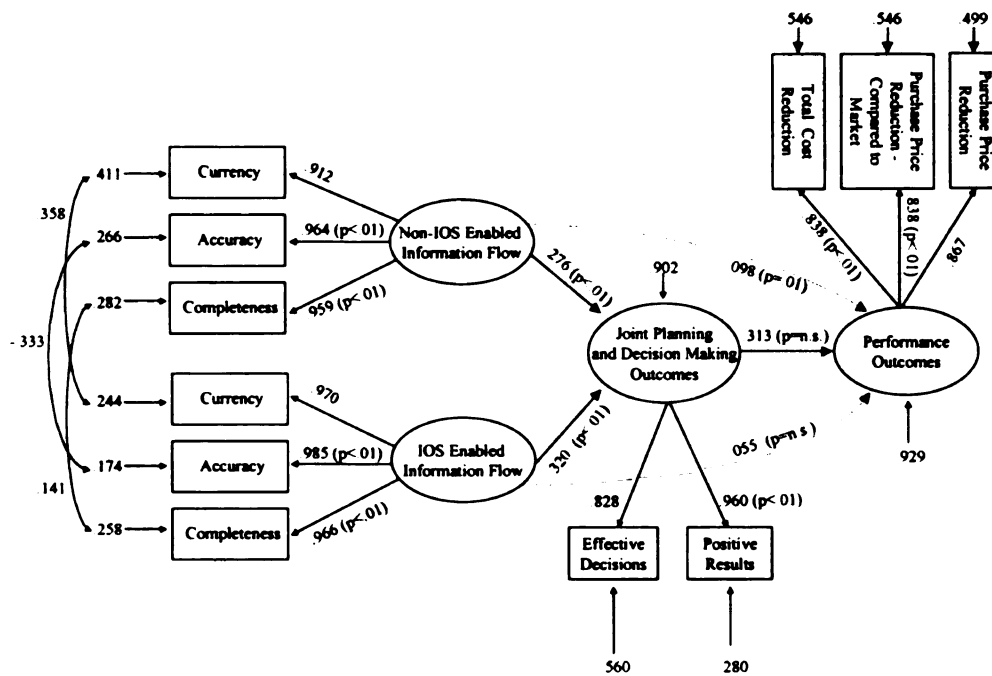 546
.546
.499
Total Cost
Reduction
Purchase Price
Reduction -
Compared to
Market
Purchase Price
Reduction
.838 (p<.01)
.838 (p<.01)
.867
411
Currency
.912
358
266
Accuracy
.964 (p<01)
Non-IOS Enabled
Information Flow
282
Completeness
959 (p<01)
276 (p<.01)
902
098 (p=01)
- 333
Joint Planning
and Decision Making
Outcomes
313 (p=n.s.)
Performance
Outcomes
244
Currency
.970
174
Accuracy
.985 (p<01)
IOS Enabled
Information Flow
320 (p<.01)
055 (p=n s)
929
.141
258
Completeness
.966 (p<.01)
828
.960 (p<01)
Effective
Decisions
Positive
Results
560
280